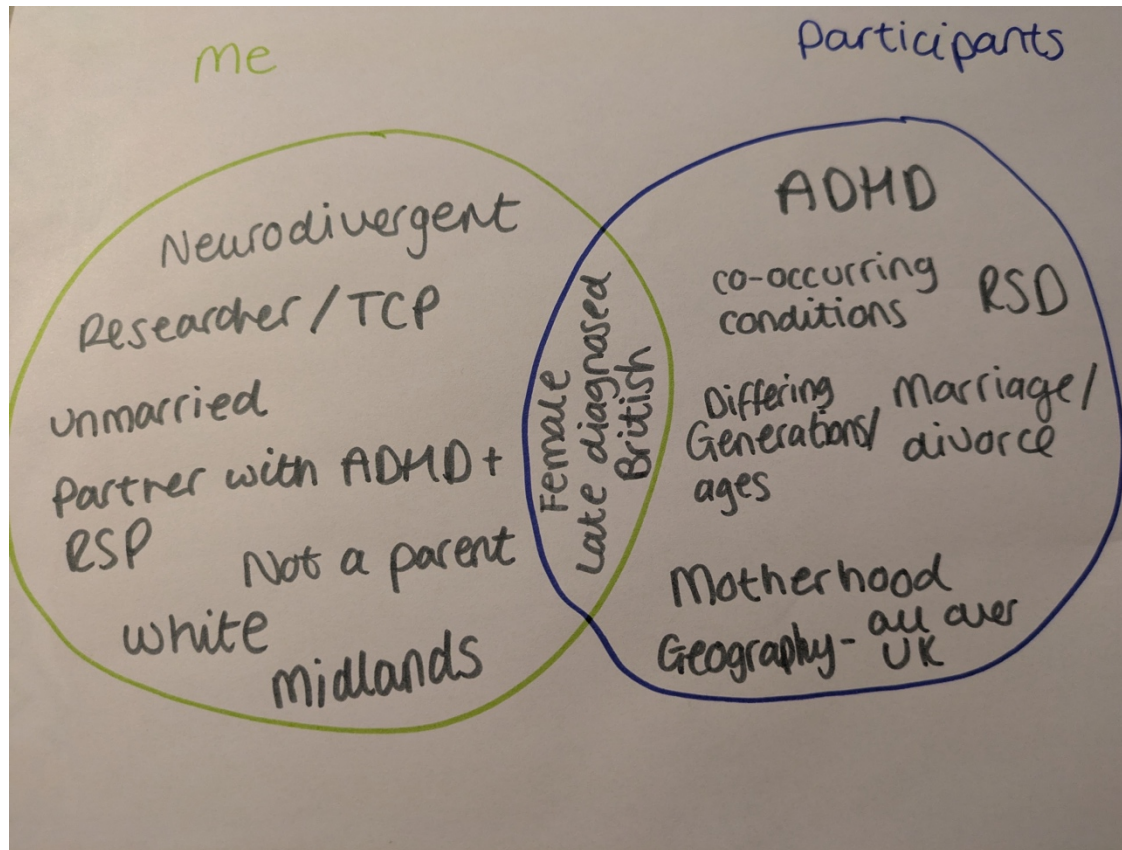 me
Participants
Neurodivergent
Researcher / TCP
unmarried
Partner with ADHD +
RSP
Not a parent
white
midlands
Female
Late diagnosed
British
ADHD
co-occurring
conditions
RSD
Differing
Generations/
ages
Marriage/
divorce
Motherhood
Geography- all over
UK